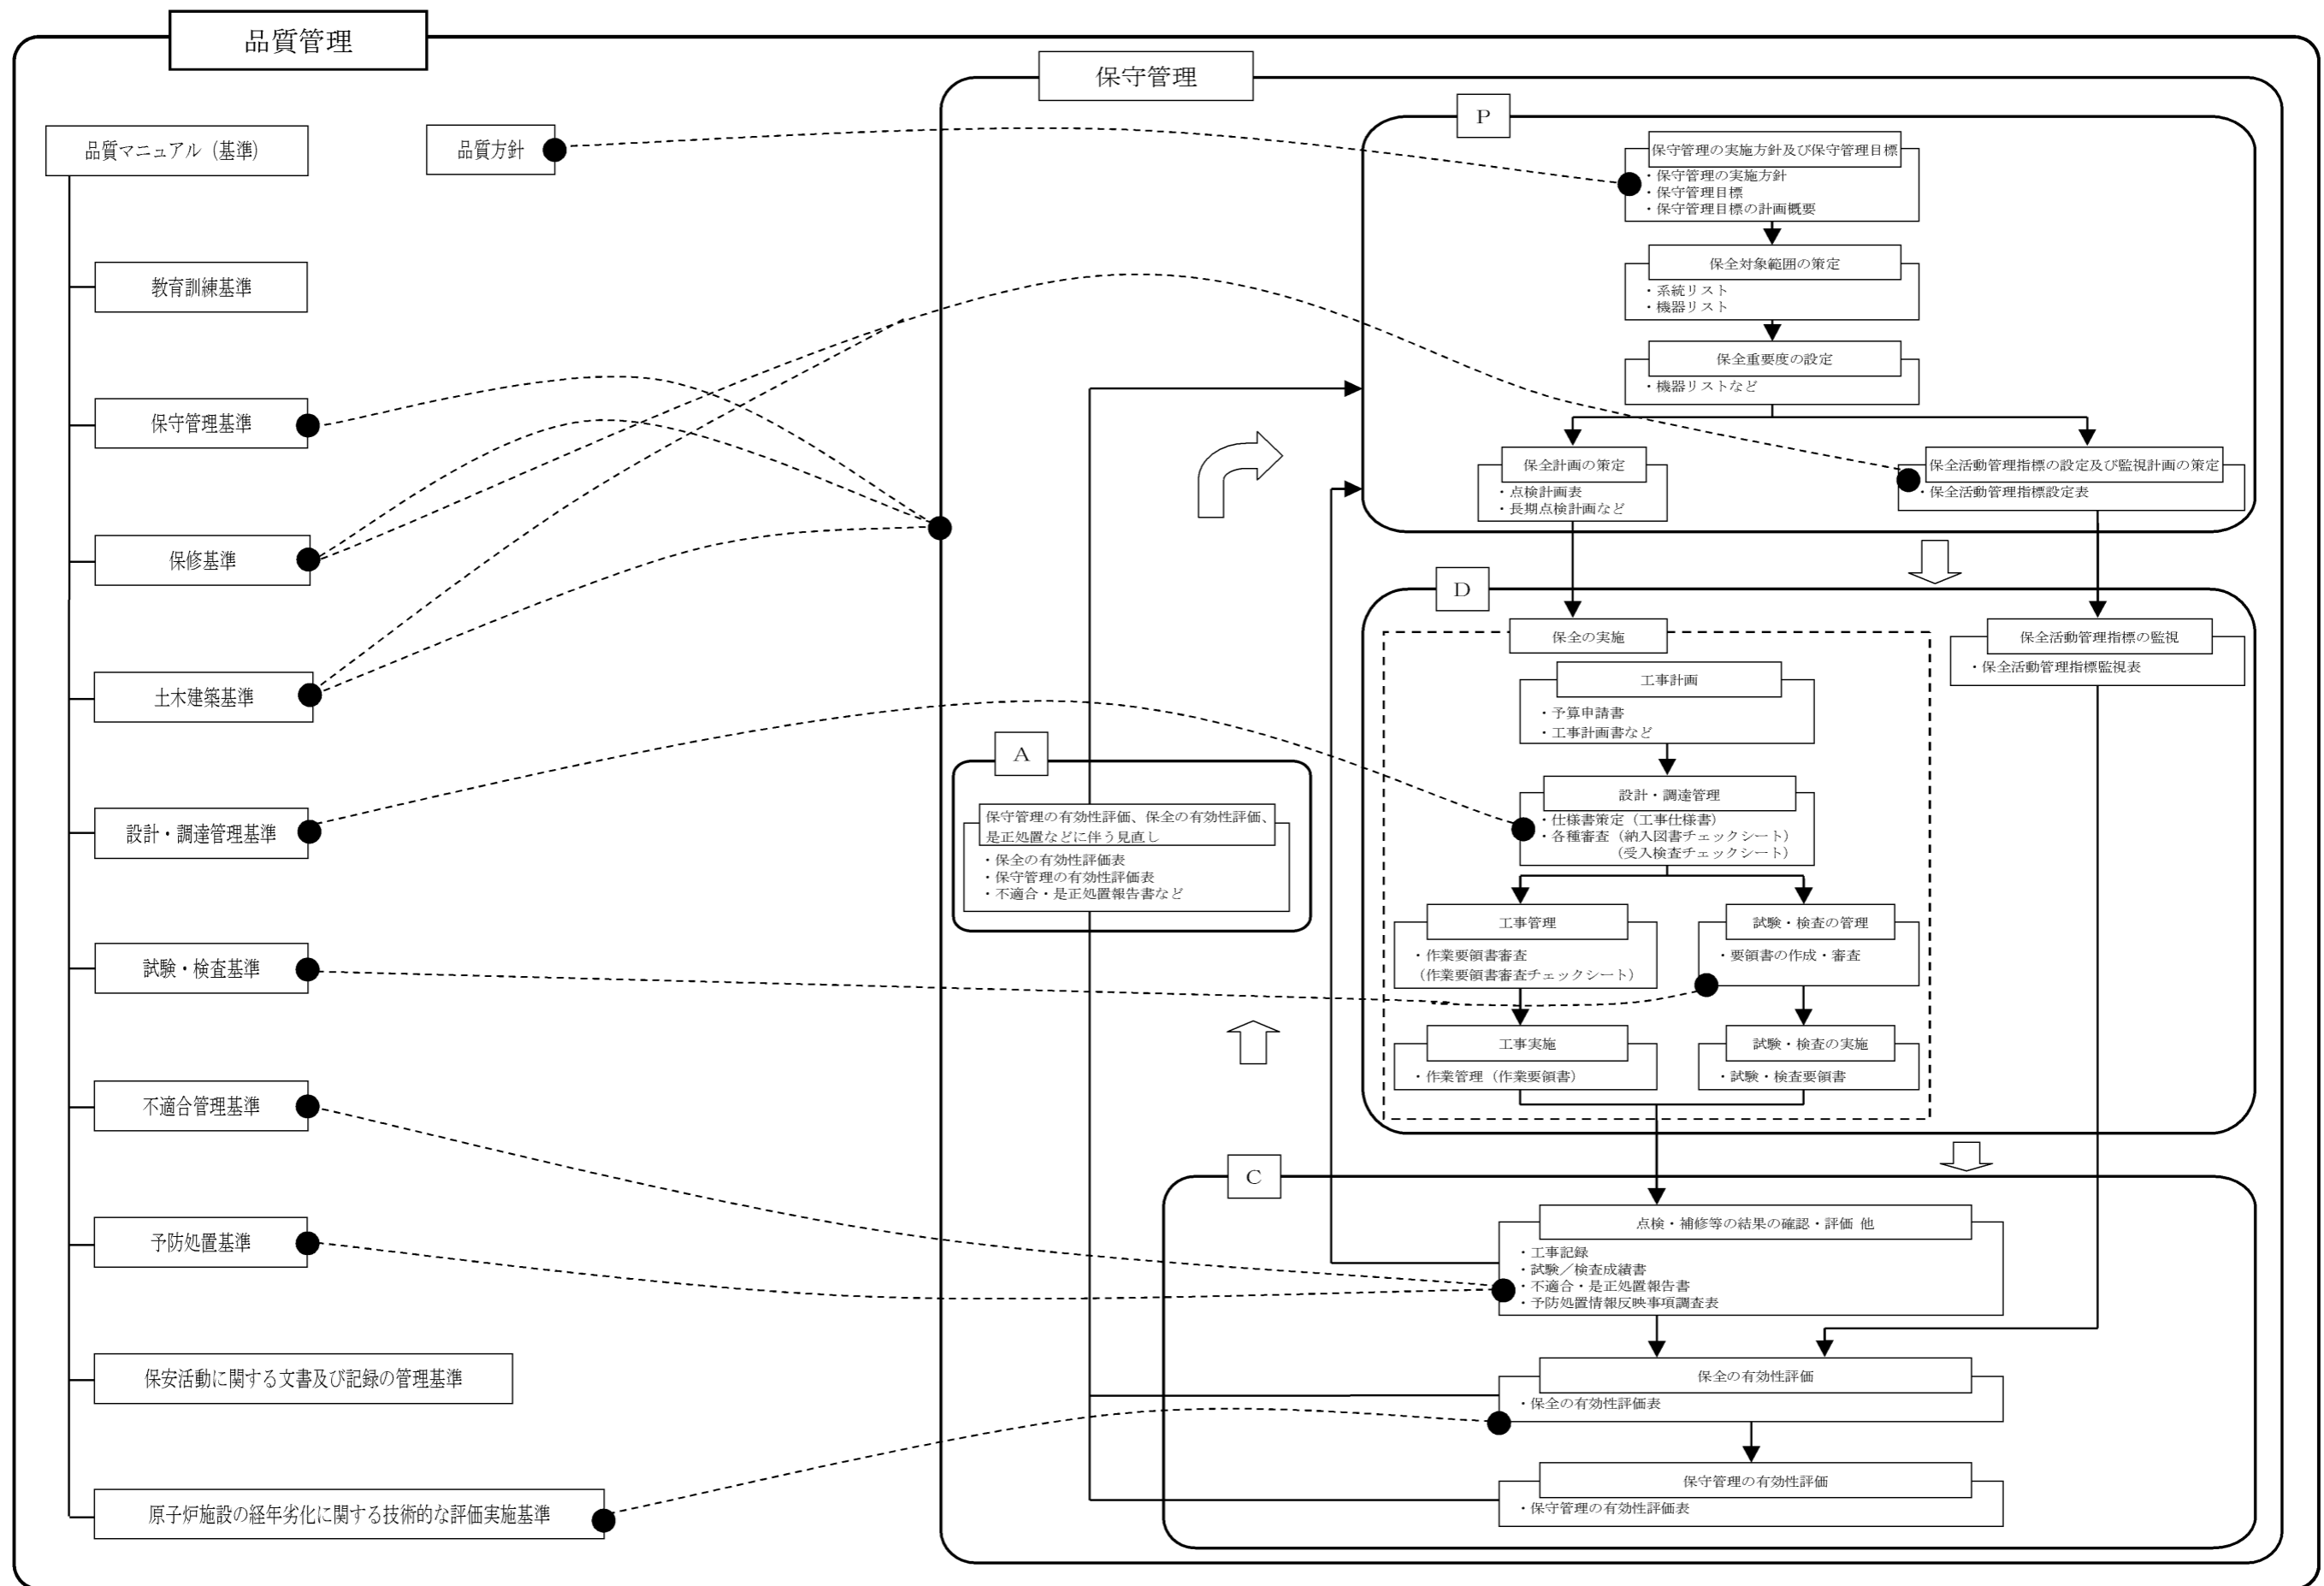 品質管理
品質マニュアル（基準）
品質方針
教育訓練基準
保守管理基準
保修基準
土木建築基準
設計・調達管理基準
試験・検査基準
不適合管理基準
予防処置基準
保安活動に関する文書及び記録の管理基準
原子炉施設の経年劣化に関する技術的な評価実施基準
保守管理
P
保守管理の実施方針及び保守管理目標
・保守管理の実施方針
・保守管理目標
・保守管理目標の計画概要
保全対象範囲の策定
・系統リスト
・機器リスト
保全重要度の設定
・機器リストなど
保全計画の策定
・点検計画表
・長期点検計画など
保全活動管理指標の設定及び監視計画の策定
・保全活動管理指標設定表
D
保全の実施
工事計画
・予算申請書
・工事計画書など
設計・調達管理
・仕様書策定（工事仕様書）
・各種審査（納入図書チェックシート）
（受入検査チェックシート）
工事管理
・作業要領書審査
（作業要領書審査チェックシート）
試験・検査の管理
・要領書の作成・審査
工事実施
・作業管理（作業要領書）
試験・検査の実施
・試験・検査要領書
保全活動管理指標の監視
・保全活動管理指標監視表
A
保守管理の有効性評価、保全の有効性評価、
是正処置などに伴う見直し
・保全の有効性評価表
・保守管理の有効性評価表
・不適合・是正処置報告書など
C
点検・補修等の結果の確認・評価 他
・工事記録
・試験／検査成績書
・不適合・是正処置報告書
・予防処置情報反映事項調査表
保全の有効性評価
・保全の有効性評価表
保守管理の有効性評価
・保守管理の有効性評価表